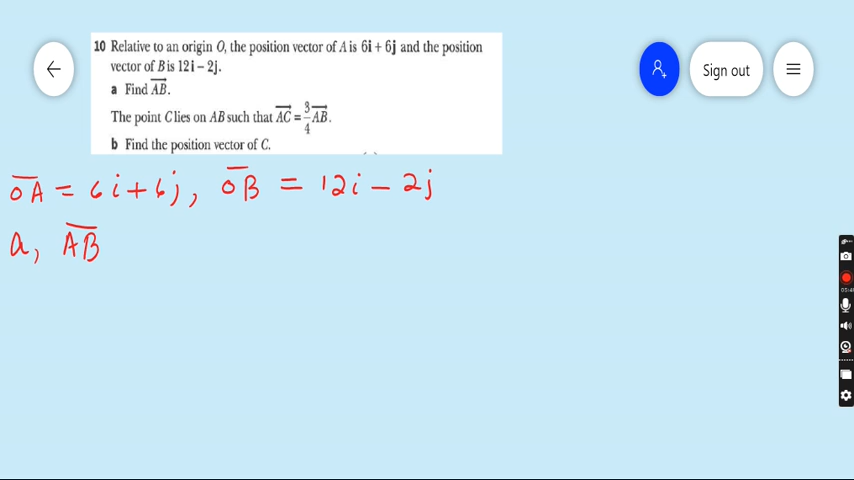 10 Relative to an origin O, the position vector of A is 6i + 6j and the position
vector of B is 12i – 2j.
a Find AB.
The point C lies on AB such that AC = 3/4 AB.
b Find the position vector of C.
Sign out
OA = 6i + 6j, OB = 12i – 2j
a, AB